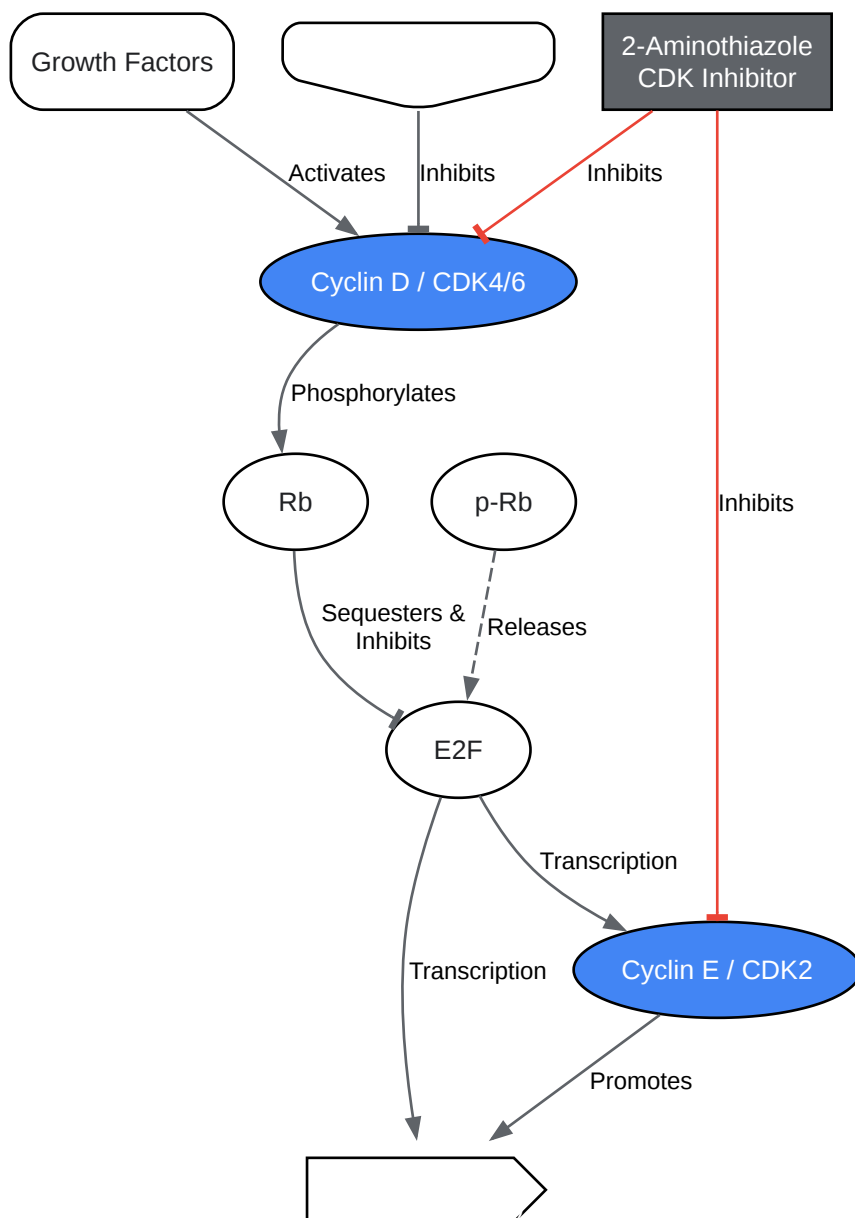 Growth Factors
2-Aminothiazole
CDK Inhibitor
Activates
Inhibits
Inhibits
Cyclin D / CDK4/6
Phosphorylates
Rb
p-Rb
Inhibits
Sequesters &
Inhibits
Releases
E2F
Transcription
Transcription
Cyclin E / CDK2
Promotes